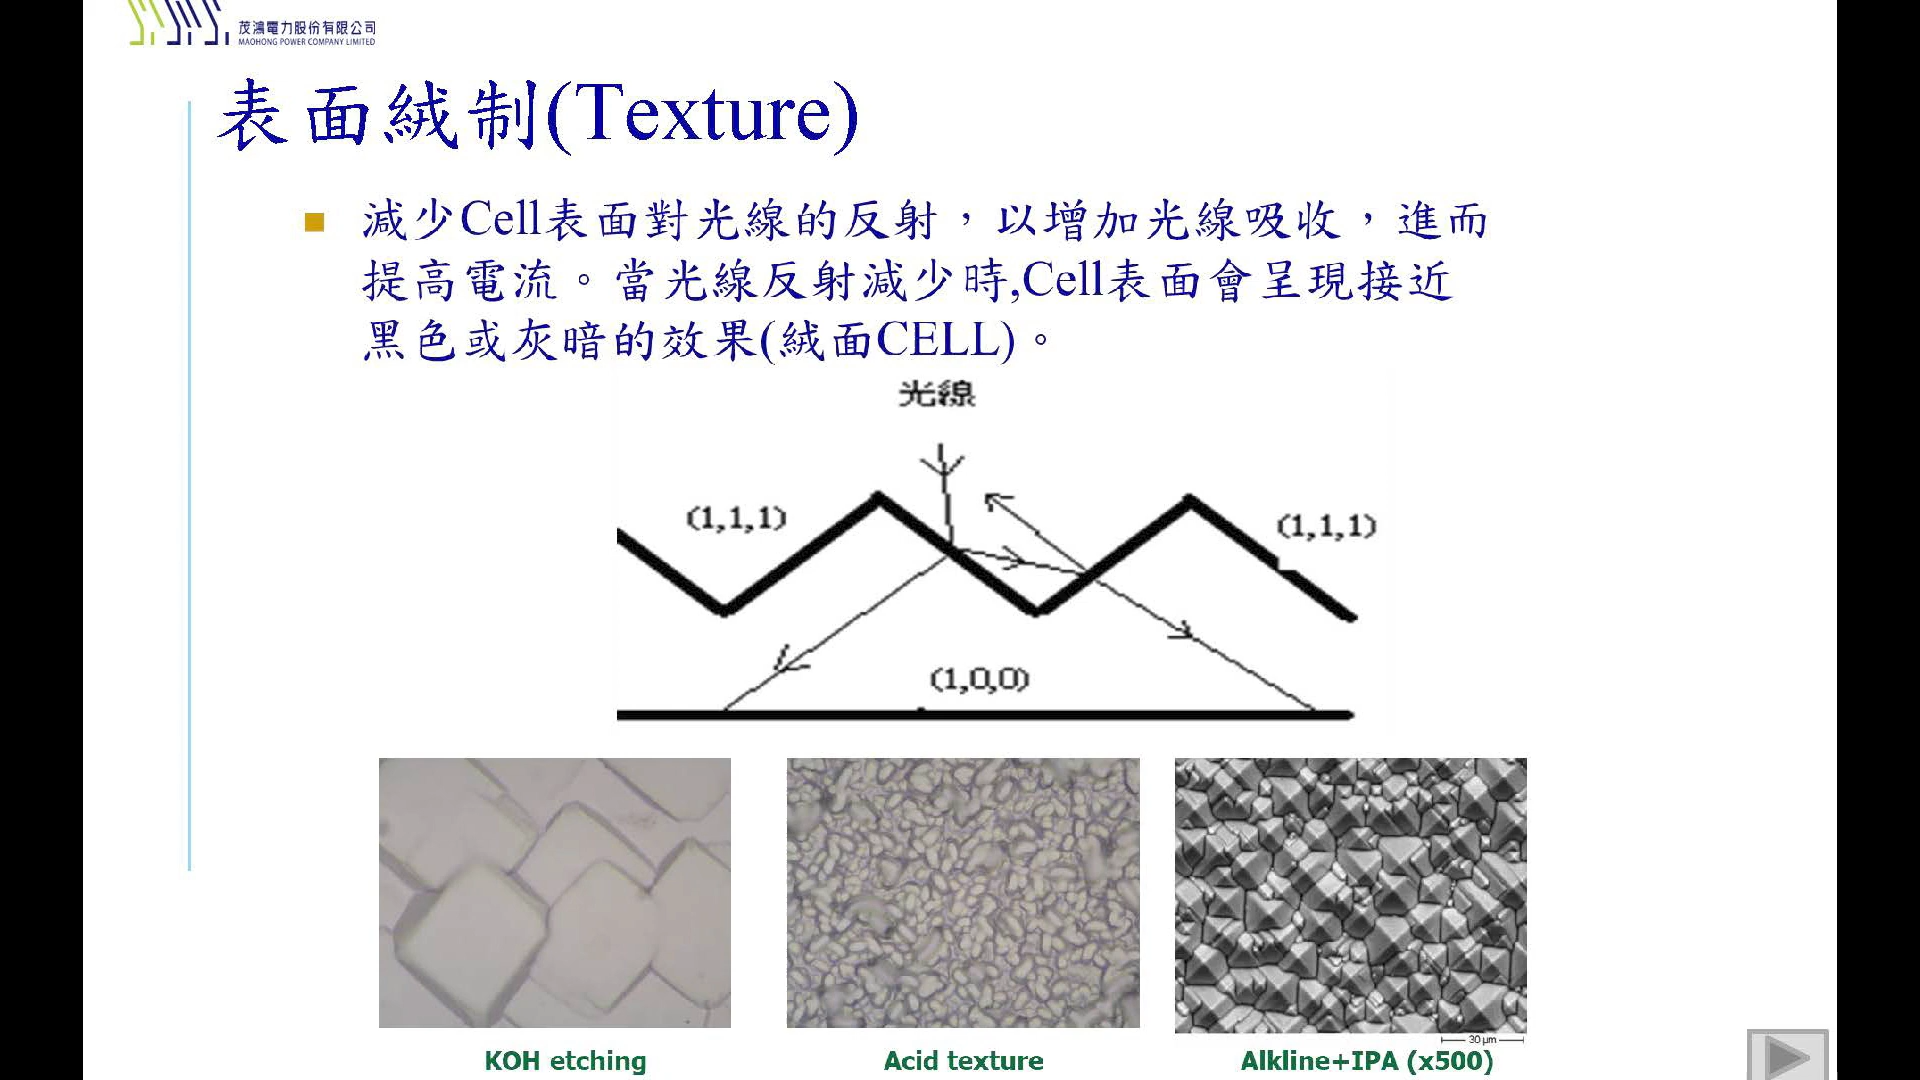 茂鴻電力股份有限公司
MAOHONG POWER COMPANY LIMITED
表面絨制(Texture)
減少Cell表面對光線的反射，以增加光線吸收，進而
提高電流。當光線反射減少時,Cell表面會呈現接近
黑色或灰暗的效果(絨面CELL)。
光線
(1,1,1)
(1,1,1)
(1,0,0)
30 µm
KOH etching
Acid texture
Alkline+IPA (x500)